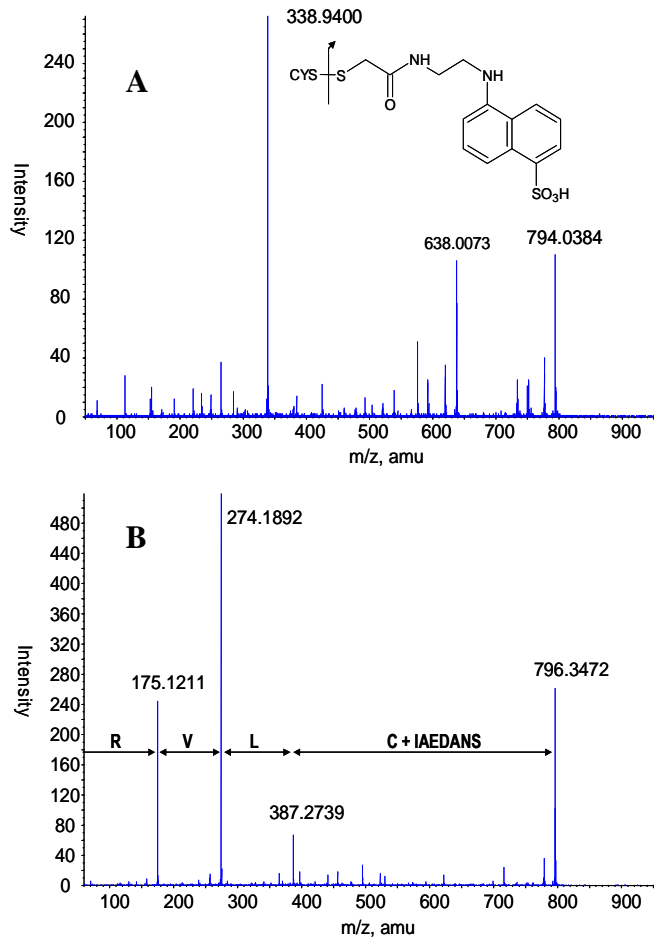 338.9400
A
CYS S NH NH
O
SO₃H
638.0073
794.0384
Intensity
240
200
160
120
80
40
0
100 200 300 400 500 600 700 800 900
m/z, amu
B
274.1892
175.1211
796.3472
R V L C + IAEDANS
387.2739
Intensity
480
440
400
360
320
280
240
200
160
120
80
40
0
100 200 300 400 500 600 700 800 900
m/z, amu